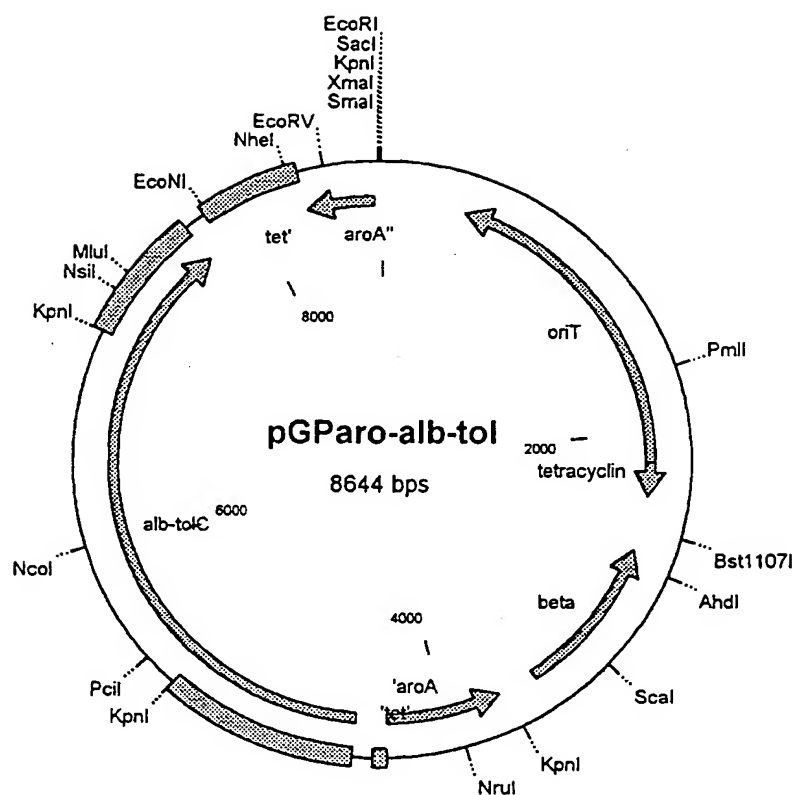 EcoRI
SacI
KpnI
XmaI
SmaI
EcoRV
NheI
EcoNI
tet'
aroA"
MluI
NsiI
KpnI
8000
oriT
PmlI
pGParo-alb-tol
8644 bps
2000
tetracyclin
alb-tolC
6000
NcoI
Bst1107I
AhdI
beta
4000
PciI
KpnI
'aroA
'tet'
ScaI
KpnI
NruI